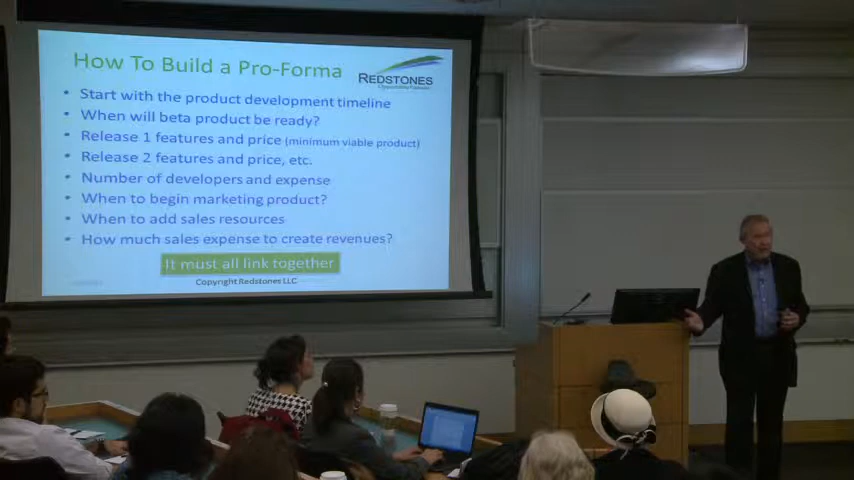 How To Build a Pro-Forma
REDSTONES
• Start with the product development timeline
• When will beta product be ready?
• Release 1 features and price (minimum viable product)
• Release 2 features and price, etc.
• Number of developers and expense
• When to begin marketing product?
• When to add sales resources
• How much sales expense to create revenues?
It must all link together
Copyright Redstones LLC